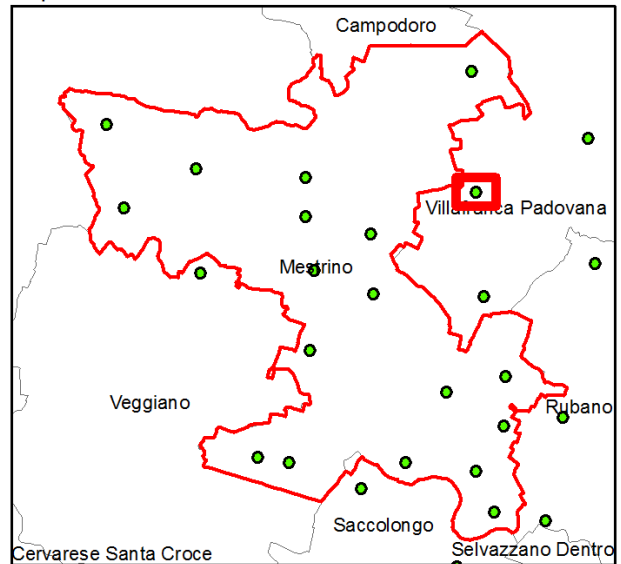 Campodoro
Villafranca Padovana
Mestrino
Veggiano
Rubano
Saccolongo
Cervarese Santa Croce
Selvazzano Dentro